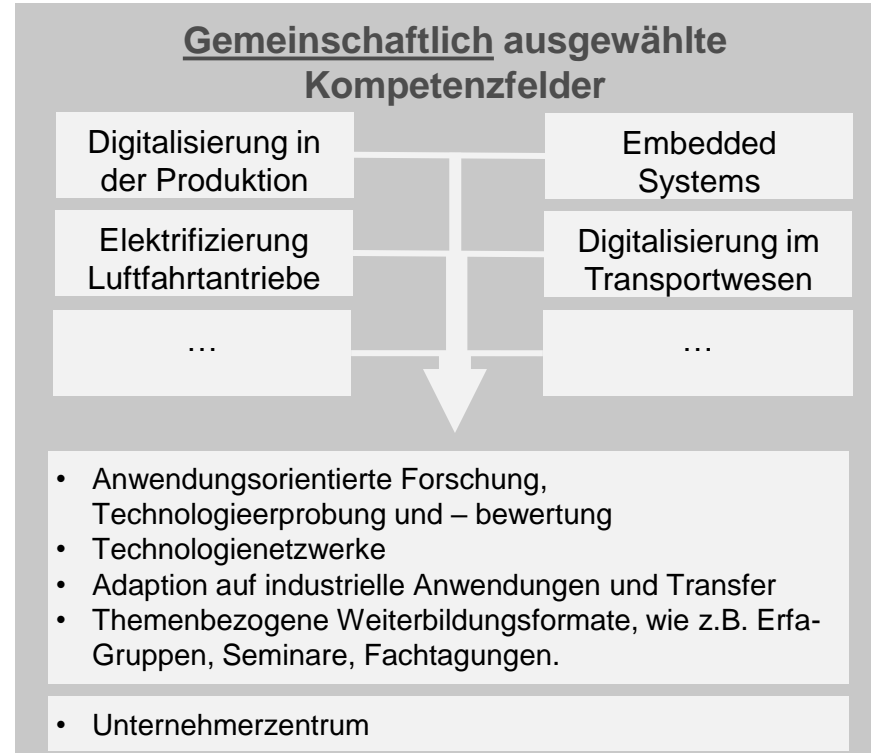 Gemeinschaftlich ausgewählte
Kompetenzfelder
Digitalisierung in
der Produktion
Embedded
Systems
Elektrifizierung
Luftfahrtantriebe
Digitalisierung im
Transportwesen
…
…
• Anwendungsorientierte Forschung,
Technologieerprobung und – bewertung
• Technologienetzwerke
• Adaption auf industrielle Anwendungen und Transfer
• Themenbezogene Weiterbildungsformate, wie z.B. Erfa-
Gruppen, Seminare, Fachtagungen.
• Unternehmerzentrum